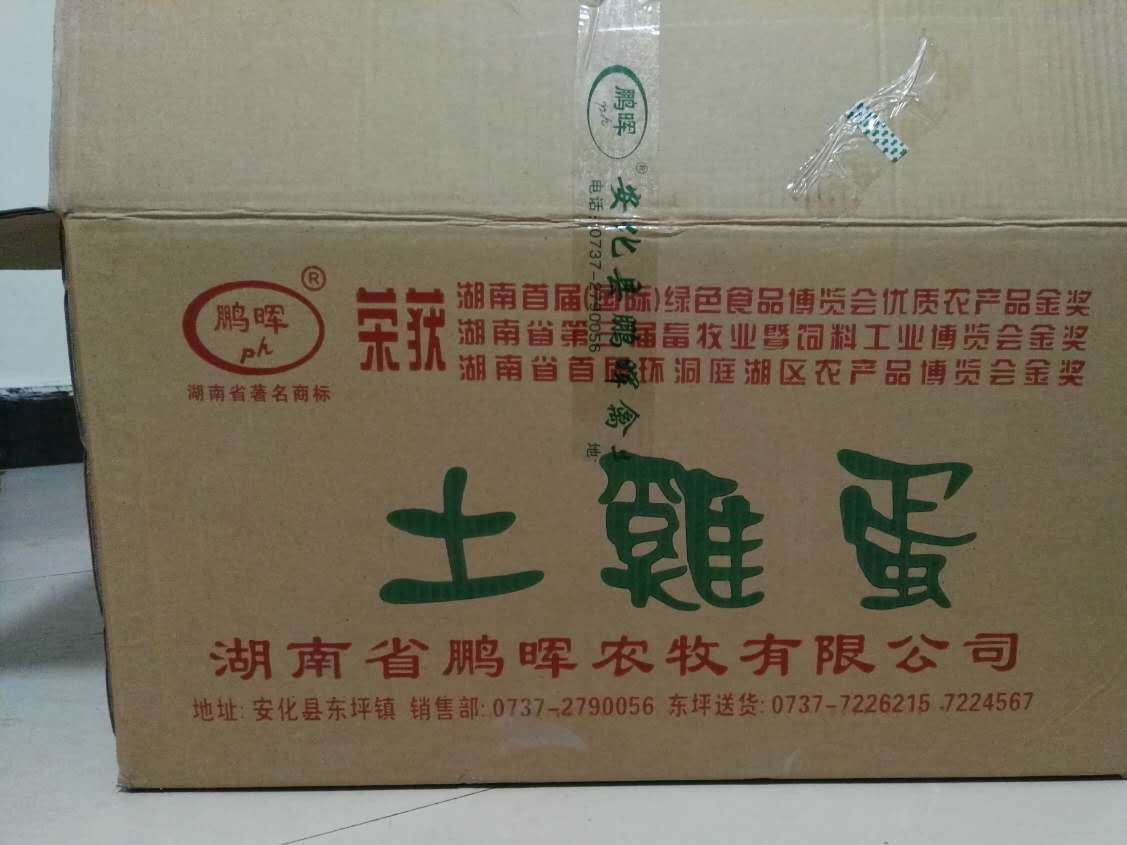 鹏晖
ph
®
安化县鹏晖禽
电话:0737-2790056
地
鹏晖
ph
®
湖南省著名商标
荣获
湖南首届(国际)绿色食品博览会优质农产品金奖
湖南省第 届畜牧业暨饲料工业博览会金奖
湖南省首届环洞庭湖区农产品博览会金奖
土雞蛋
湖南省鹏晖农牧有限公司
地址:安化县东坪镇 销售部:0737-2790056 东坪送货:0737-7226215 7224567